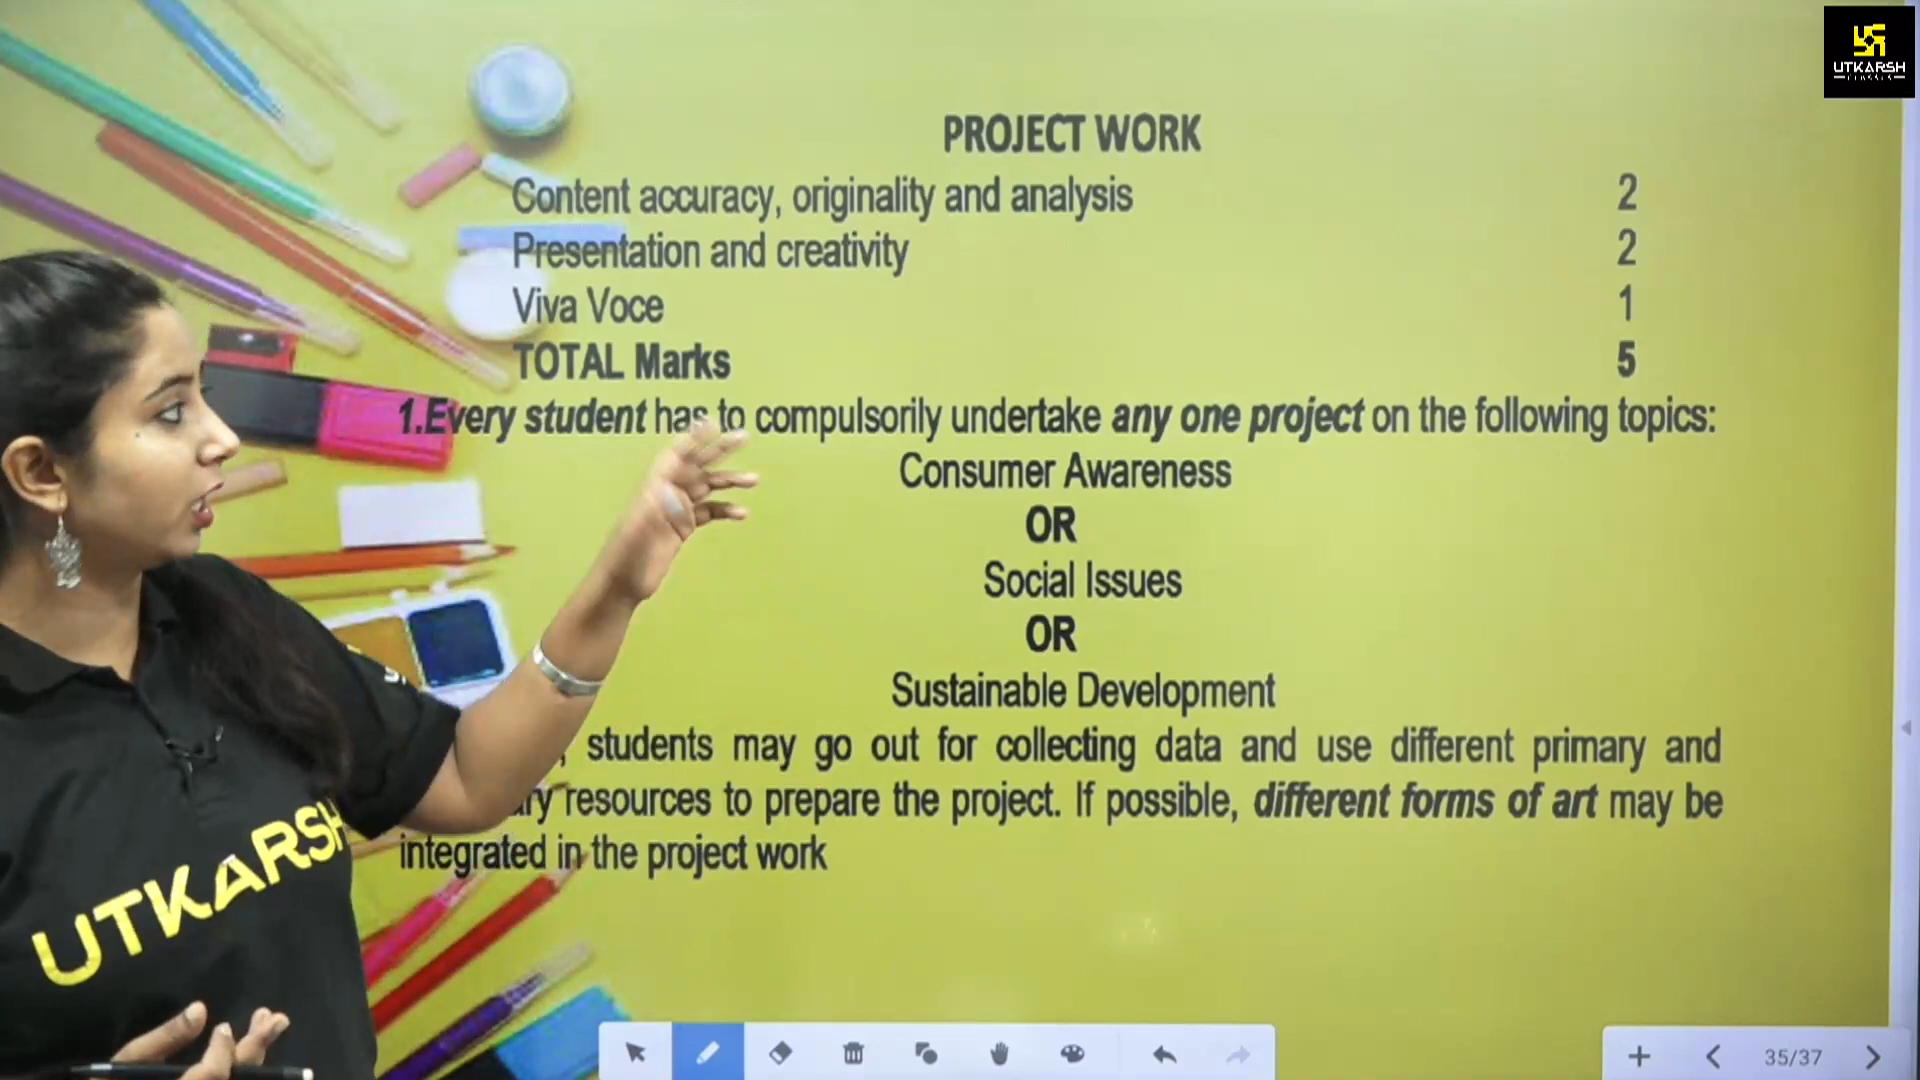 UTKARSH
PROJECT WORK
Content accuracy, originality and analysis 2
Presentation and creativity 2
Viva Voce 1
TOTAL Marks 5
1.Every student has to compulsorily undertake any one project on the following topics:
Consumer Awareness
OR
Social Issues
OR
Sustainable Development
, students may go out for collecting data and use different primary and
resources to prepare the project. If possible, different forms of art may be
integrated in the project work
UTKARSH
35/37